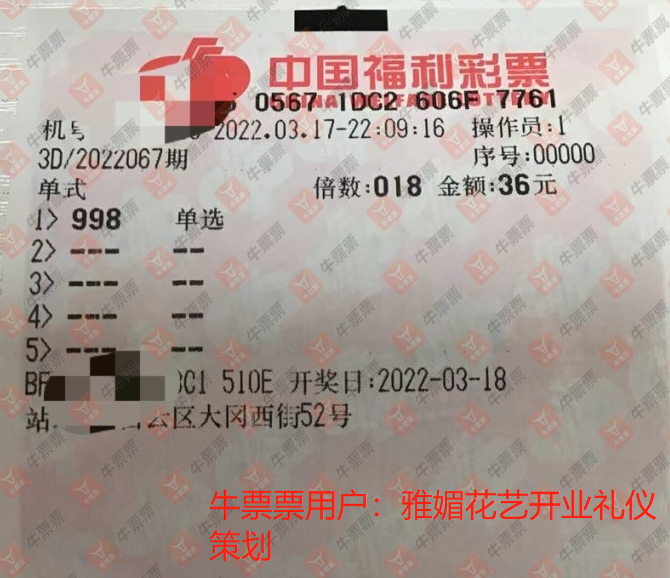 中国福利彩票
0567 1DC2 606F 7761
机号 2022.03.17-22:09:16 操作员:1
3D/2022067期 序号:00000
单式 倍数:018 金额:36元
1> 998 单选
2> --- --
3> --- --
4> --- --
5> --- --
BF 3C1 510E 开奖日:2022-03-18
站 白云区大冈西街52号
牛票票用户：雅媚花艺开业礼仪
策划